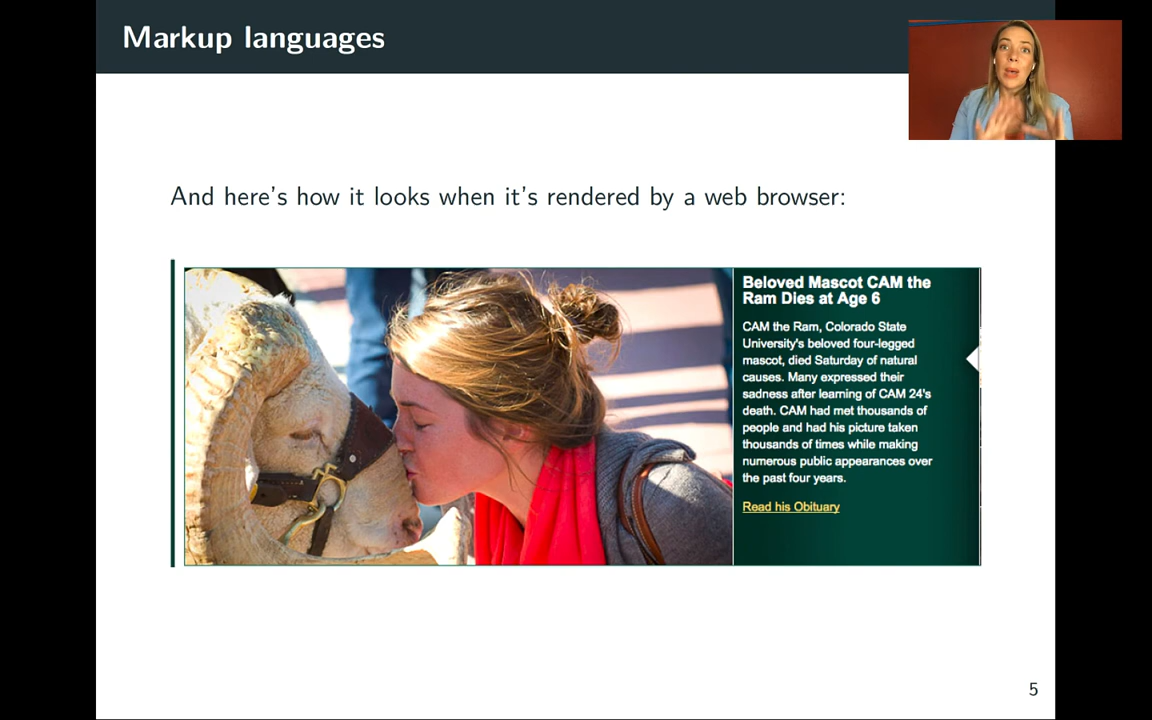 Markup languages
And here's how it looks when it's rendered by a web browser:
Beloved Mascot CAM the
Ram Dies at Age 6
CAM the Ram, Colorado State
University's beloved four-legged
mascot, died Saturday of natural
causes. Many expressed their
sadness after learning of CAM 24's
death. CAM had met thousands of
people and had his picture taken
thousands of times while making
numerous public appearances over
the past four years.
Read his Obituary
5